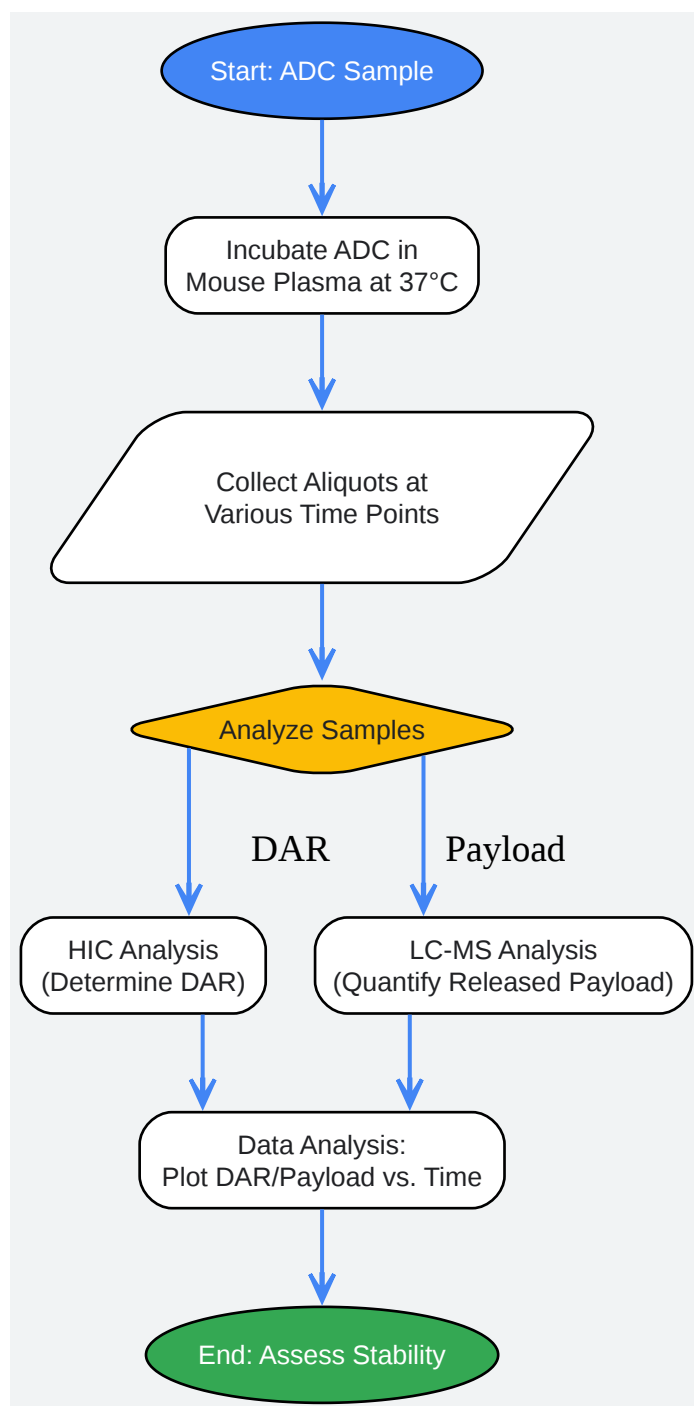 Start: ADC Sample
Incubate ADC in
Mouse Plasma at 37°C
Collect Aliquots at
Various Time Points
Analyze Samples
DAR
Payload
HIC Analysis
(Determine DAR)
LC-MS Analysis
(Quantify Released Payload)
Data Analysis:
Plot DAR/Payload vs. Time
End: Assess Stability